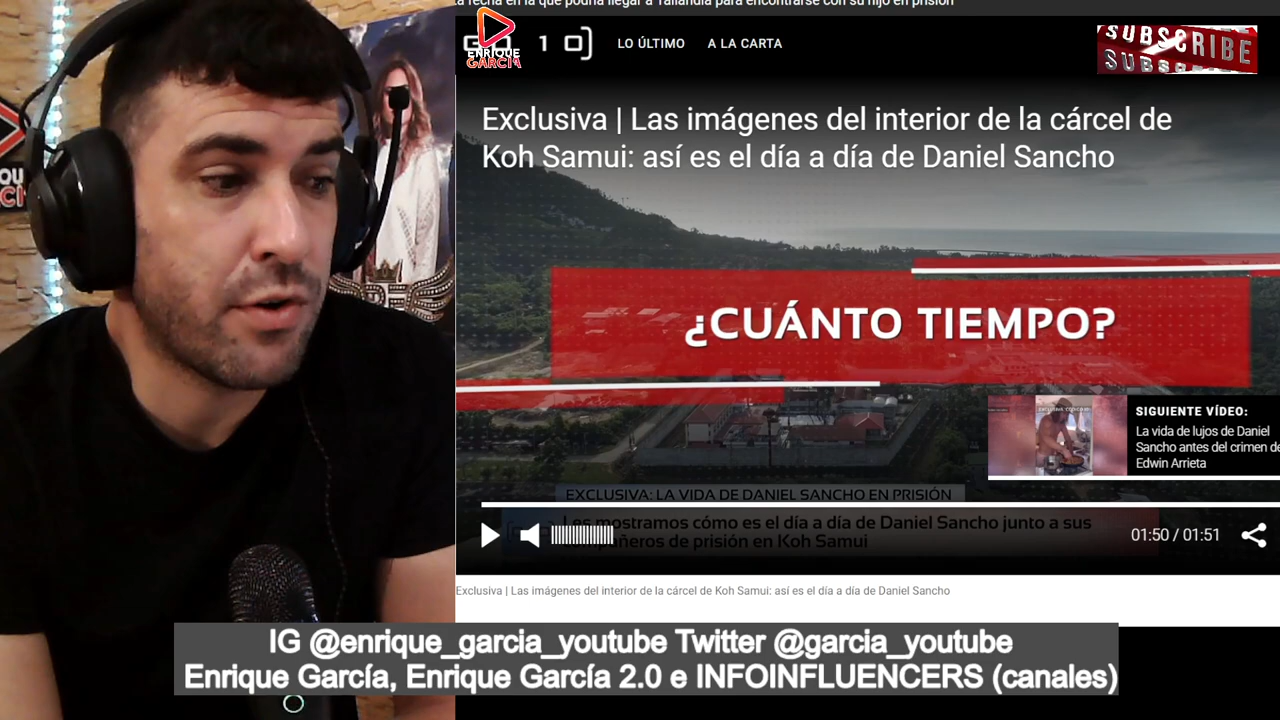 la fecha en la que podría llegar a Tailandia para encontrarse con su hijo en prisión
ENRIQUE
GARCIA
LO ÚLTIMO A LA CARTA
SUBSCRIBE
Exclusiva | Las imágenes del interior de la cárcel de
Koh Samui: así es el día a día de Daniel Sancho
¿CUÁNTO TIEMPO?
SIGUIENTE VÍDEO:
La vida de lujos de Daniel
Sancho antes del crimen de
Edwin Arrieta
EXCLUSIVA: LA VIDA DE DANIEL SANCHO EN PRISIÓN
Les mostramos cómo es el día a día de Daniel Sancho junto a sus
compañeros de prisión en Koh Samui
01:50 / 01:51
Exclusiva | Las imágenes del interior de la cárcel de Koh Samui: así es el día a día de Daniel Sancho
IG @enrique_garcia_youtube Twitter @garcia_youtube
Enrique García, Enrique García 2.0 e INFOINFLUENCERS (canales)